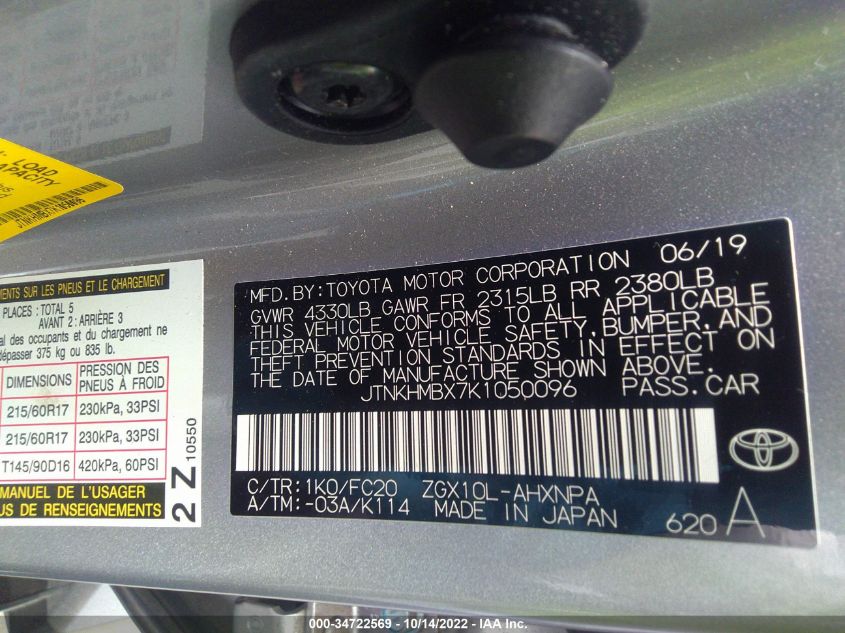 LOAD
CAPACITY
MENTS SUR LES PNEUS ET LE CHARGEMENT
PLACES : TOTAL 5
AVANT 2 : ARRIÈRE 3
al des occupants et du chargement ne
dépasser 375 kg ou 835 lb.
DIMENSIONS
PRESSION DES
PNEUS À FROID
215/60R17 230kPa, 33PSI
215/60R17 230kPa, 33PSI
T145/90D16 420kPa, 60PSI
MANUEL DE L'USAGER
US DE RENSEIGNEMENTS
2 Z 10550
MFD.BY:TOYOTA MOTOR CORPORATION 06/19
GVWR 4330LB GAWR FR 2315LB RR 2380LB
THIS VEHICLE CONFORMS TO ALL APPLICABLE
FEDERAL MOTOR VEHICLE SAFETY,BUMPER,AND
THEFT PREVENTION STANDARDS IN EFFECT ON
THE DATE OF MANUFACTURE SHOWN ABOVE.
JTNKHMBX7K1050096 PASS.CAR
C/TR:1K0/FC20 ZGX10L-AHXNPA
A/TM:-03A/K114 MADE IN JAPAN
620 A
000-34722569 | 10/14/2022 - IAA Inc.